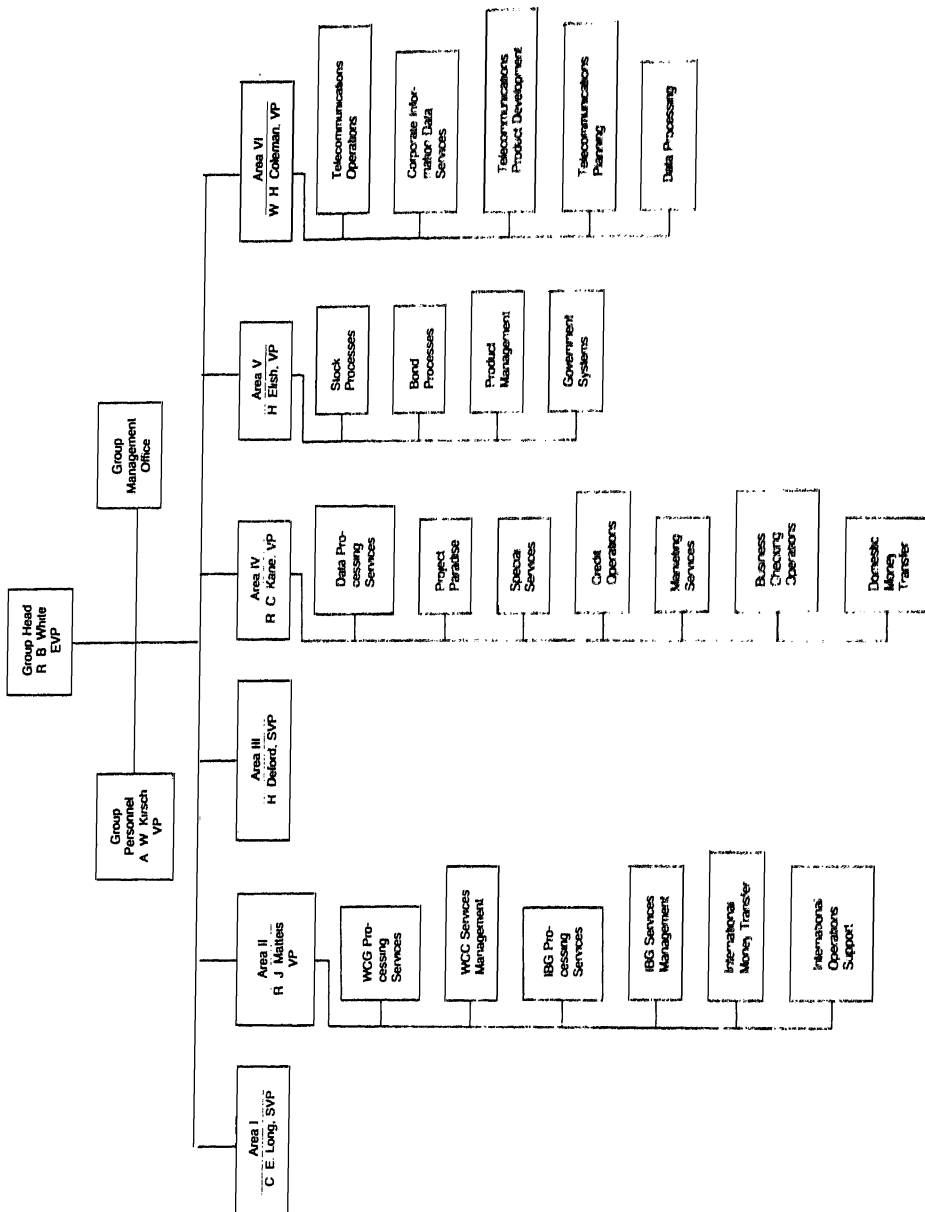 Group Head
R B White
EVP
Group
Personnel
A W Kirsch
VP
Group
Management
Office
Area I
C E. Long, SVP
Area II
R J Matteis
VP
WCG Pro-
cessing
Services
WCC Services
Management
IBG Pro-
cessing
Services
IBG Services
Management
International
Money Transfer
International
Operations
Support
Area III
H Deford, SVP
Area IV
R C Kane, VP
Data Pro-
cessing
Services
Project
Paradise
Special
Services
Credit
Operations
Marketing
Services
Business
Checking
Operations
Domestic
Money
Transfer
Area V
H Elish, VP
Stock
Processes
Bond
Processes
Product
Management
Government
Systems
Area VI
W H Coleman, VP
Telecommunications
Operations
Corporate Infor-
mation Data
Services
Telecommunications
Product Development
Telecommunications
Planning
Data Processing